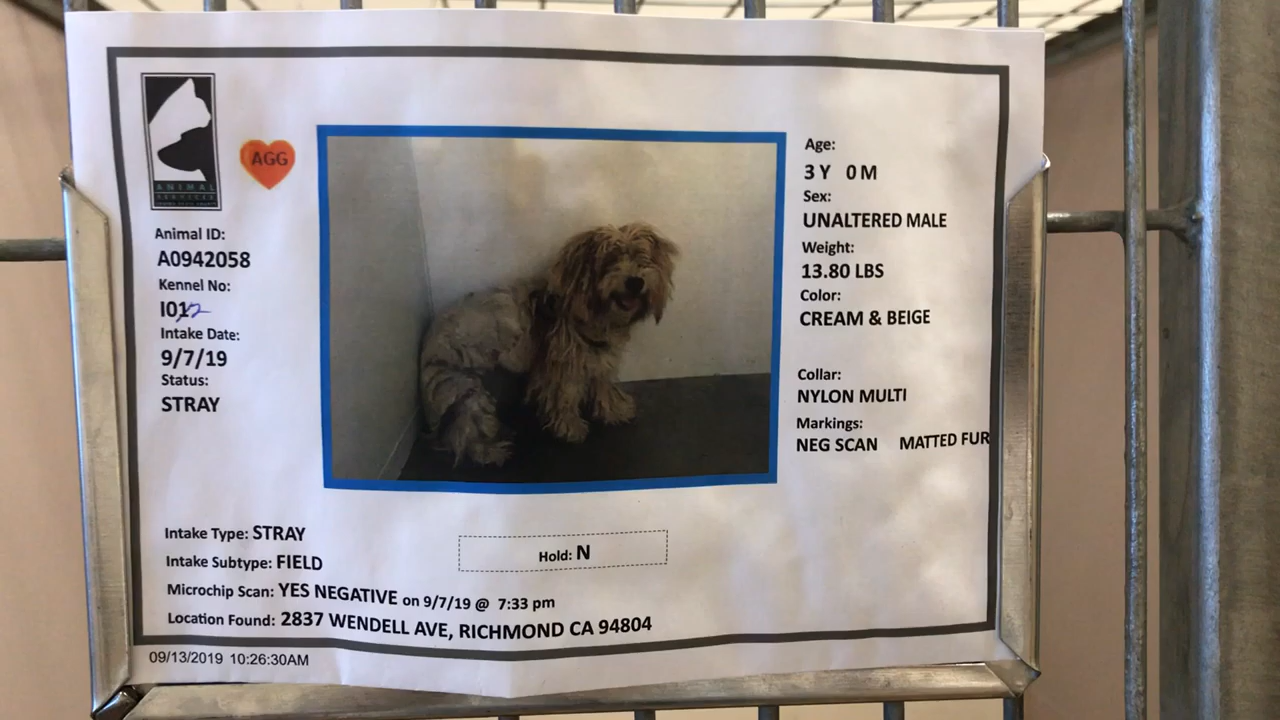 ANIMAL
SERVICES
AGG
Animal ID:
A0942058
Kennel No:
I012
Intake Date:
9/7/19
Status:
STRAY
Age:
3 Y 0 M
Sex:
UNALTERED MALE
Weight:
13.80 LBS
Color:
CREAM & BEIGE
Collar:
NYLON MULTI
Markings:
NEG SCAN MATTED FUR
Intake Type: STRAY
Intake Subtype: FIELD
Hold: N
Microchip Scan: YES NEGATIVE on 9/7/19 @ 7:33 pm
Location Found: 2837 WENDELL AVE, RICHMOND CA 94804
09/13/2019 10:26:30AM